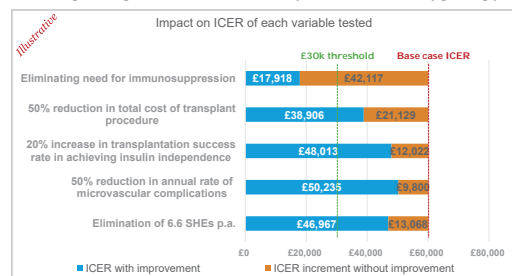 Illustrative
Impact on ICER of each variable tested
£30k threshold
Base case ICER
Eliminating need for immunosuppression
£17,918
£42,117
50% reduction in total cost of transplant
procedure
£38,906
£21,129
20% increase in transplantation success
rate in achieving insulin independence
£48,013
£12,022
50% reduction in annual rate of
microvascular complications
£50,235
£9,800
Elimination of 6.6 SHEs p.a.
£46,967
£13,068
£0
£20,000
£40,000
£60,000
£80,000
ICER with improvement
ICER increment without improvement